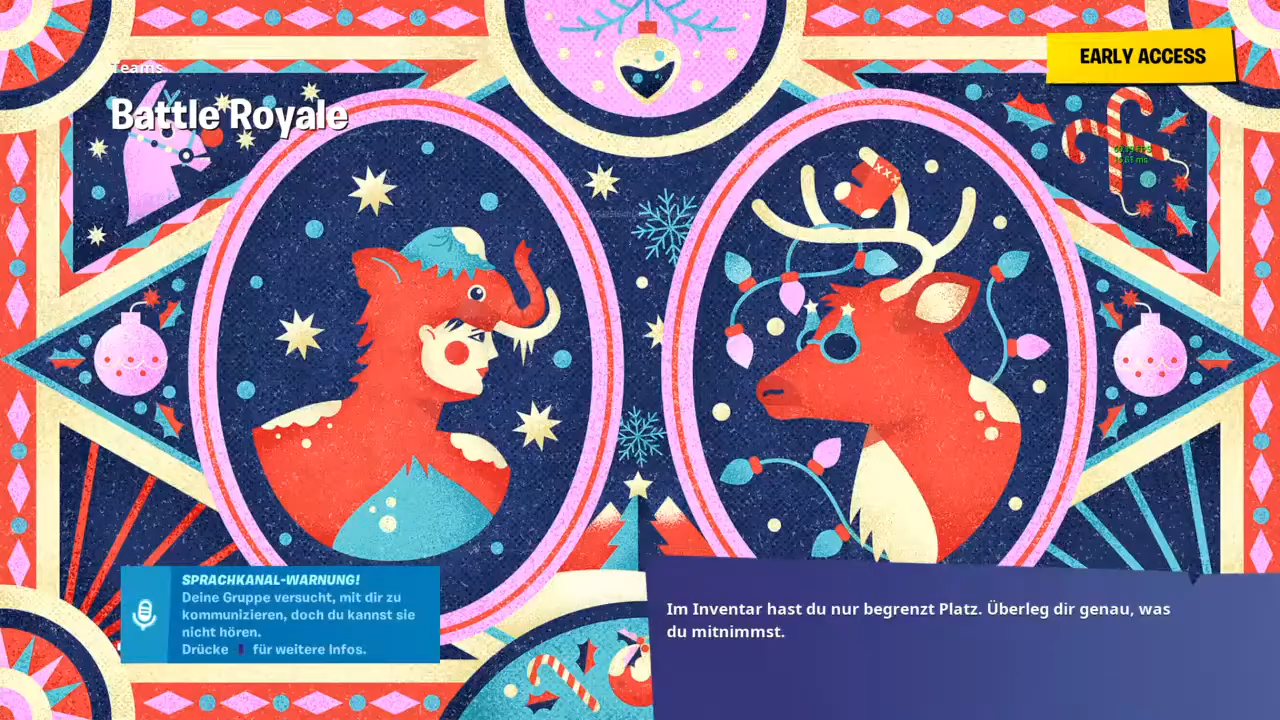 Teams
Battle Royale
EARLY ACCESS
SPRACHKANAL-WARNUNG!
Deine Gruppe versucht, mit dir zu
kommunizieren, doch du kannst sie
nicht hören.
Drücke für weitere Infos.
Im Inventar hast du nur begrenzt Platz. Überleg dir genau, was
du mitnimmst.